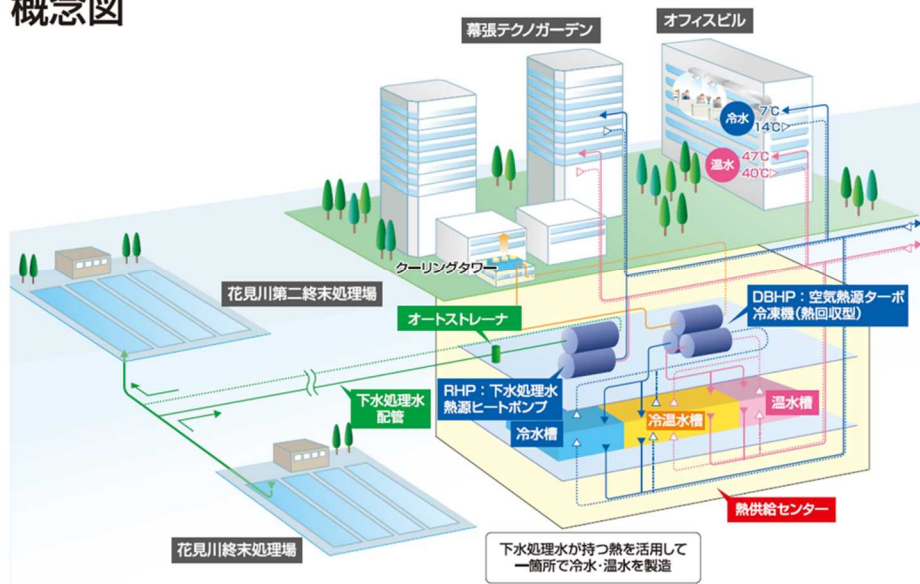 概念図
幕張テクノガーデン
オフィスビル
冷水
7℃
14℃
温水
47℃
40℃
クーリングタワー
花見川第二終末処理場
オートストレーナ
DBHP：空気熱源ターボ
冷凍機（熱回収型）
下水処理水
配管
RHP：下水処理水
熱源ヒートポンプ
冷水槽
冷温水槽
温水槽
熱供給センター
花見川終末処理場
下水処理水が持つ熱を活用して
一箇所で冷水・温水を製造